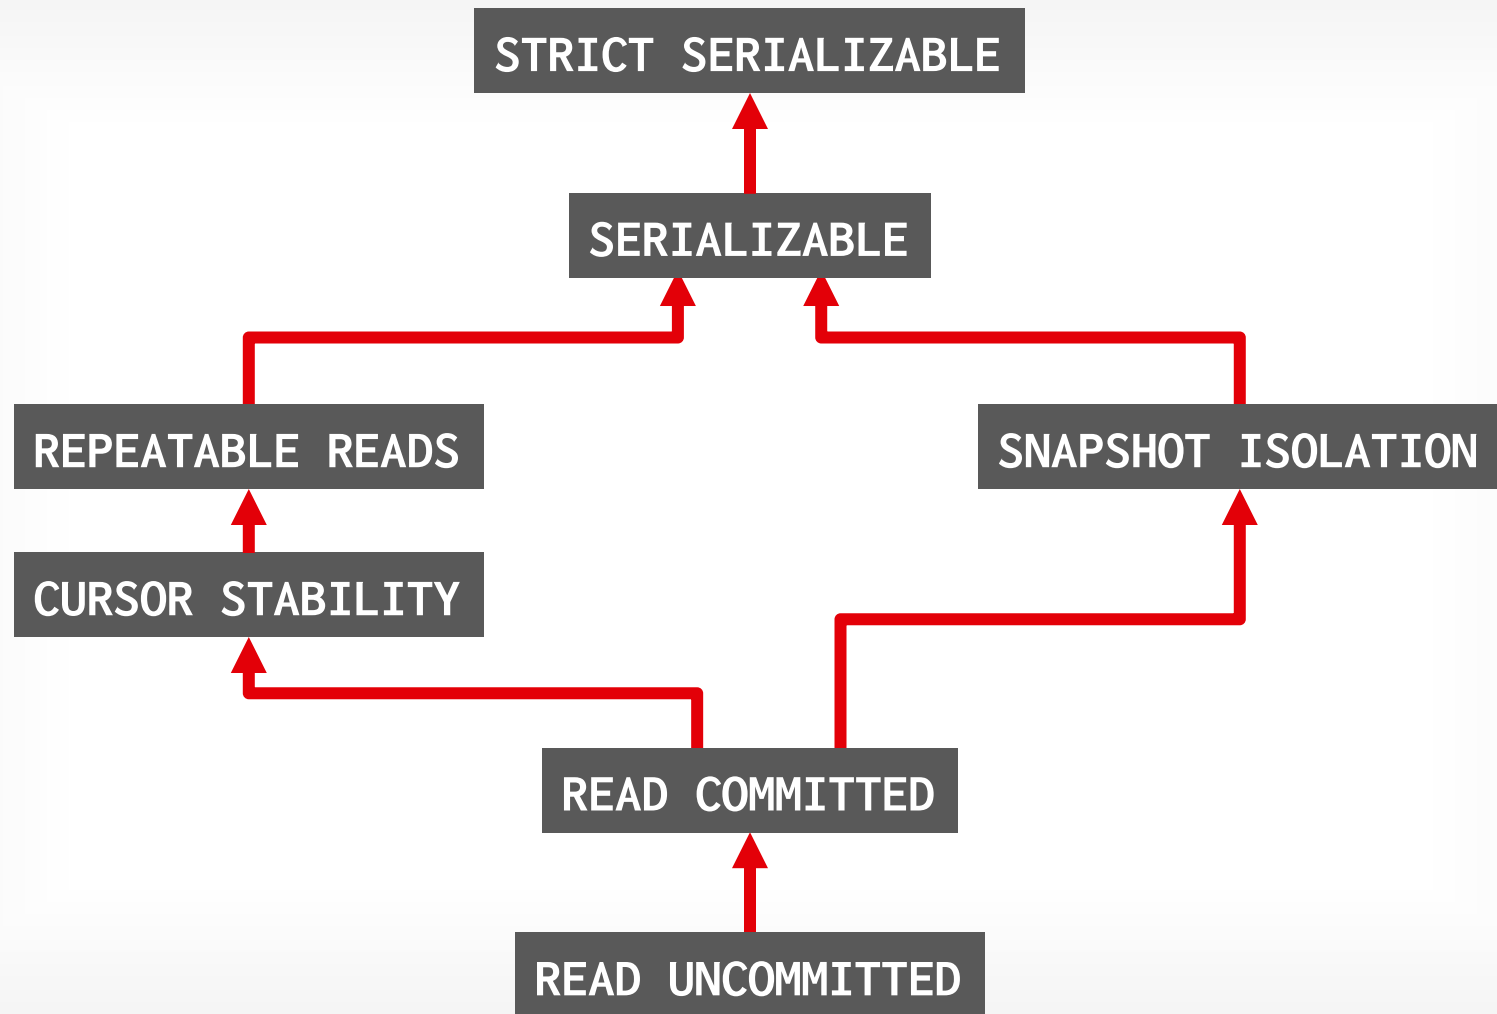 STRICT SERIALIZABLE
SERIALIZABLE
REPEATABLE READS
SNAPSHOT ISOLATION
CURSOR STABILITY
READ COMMITTED
READ UNCOMMITTED